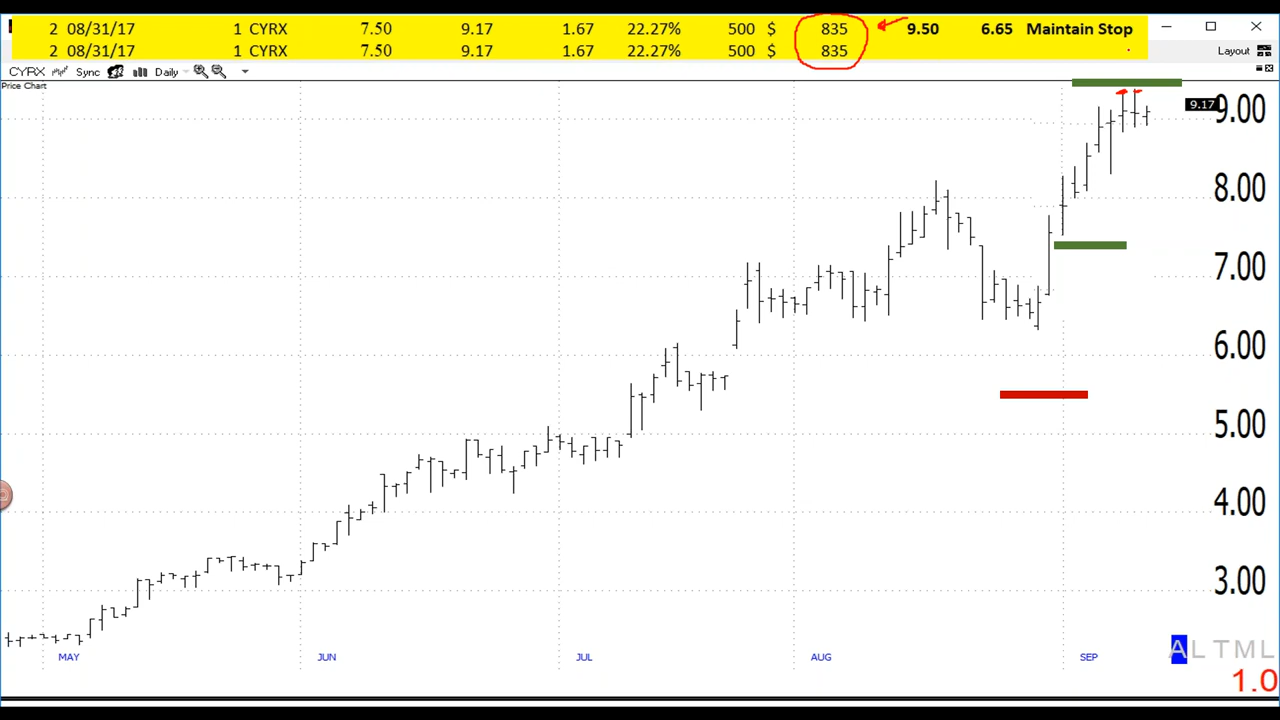 2 08/31/17 1 CYRX 7.50 9.17 1.67 22.27% 500 $ 835 9.50 6.65 Maintain Stop
2 08/31/17 1 CYRX 7.50 9.17 1.67 22.27% 500 $ 835
Layout
CYRX Sync Daily
Price Chart
9.17
9.00
8.00
7.00
6.00
5.00
4.00
3.00
MAY JUN JUL AUG SEP
A L T M L
1.0